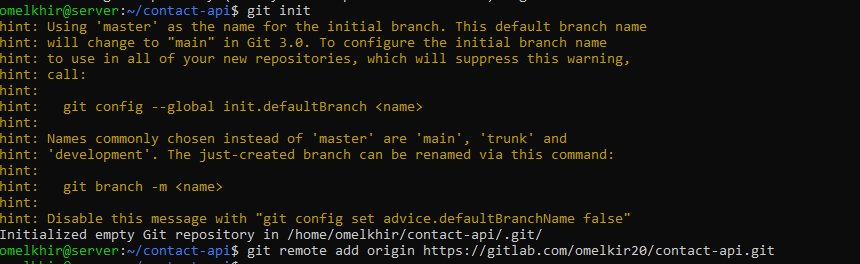 omelkhir@server:~/contact-api$ git init
hint: Using 'master' as the name for the initial branch. This default branch name
hint: will change to "main" in Git 3.0. To configure the initial branch name
hint: to use in all of your new repositories, which will suppress this warning,
hint: call:
hint:
hint:   git config --global init.defaultBranch <name>
hint:
hint: Names commonly chosen instead of 'master' are 'main', 'trunk' and
hint: 'development'. The just-created branch can be renamed via this command:
hint:
hint:   git branch -m <name>
hint:
hint: Disable this message with "git config set advice.defaultBranchName false"
Initialized empty Git repository in /home/omelkhir/contact-api/.git/
omelkhir@server:~/contact-api$ git remote add origin https://gitlab.com/omelkir20/contact-api.git